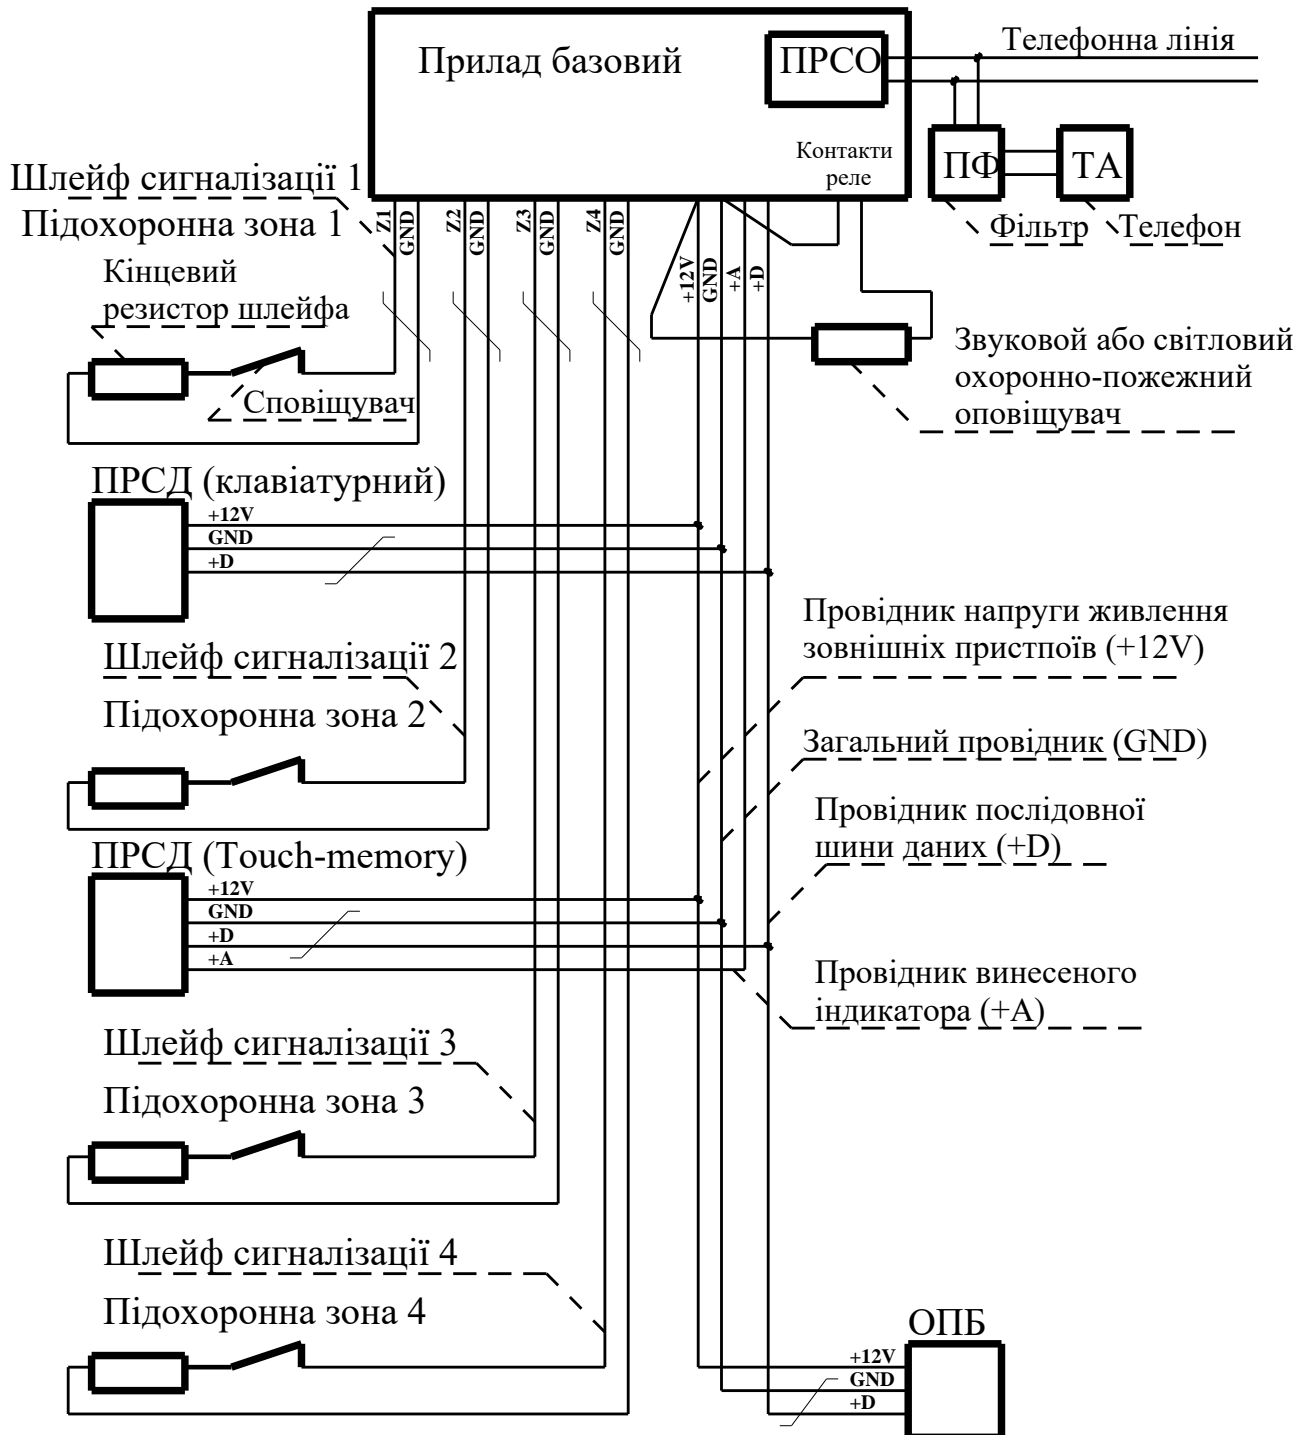 Прилад базовий
ПРСО
Телефонна лінія
Контакти
реле
ПФ
ТА
Фільтр
Телефон
Шлейф сигналізації 1
Підохоронна зона 1
Z1
GND
Z2
GND
Z3
GND
Z4
GND
+12V
GND
+A
+D
Кінцевий
резистор шлейфа
Сповіщувач
Звуковой або світловий
охоронно-пожежний
оповіщувач
ПРСД (клавіатурний)
+12V
GND
+D
Провідник напруги живлення
зовнішніх пристпоїв (+12V)
Шлейф сигналізації 2
Підохоронна зона 2
Загальний провідник (GND)
Провідник послідовної
шини даних (+D)
ПРСД (Touch-memory)
+12V
GND
+D
+A
Провідник винесеного
індикатора (+A)
Шлейф сигналізації 3
Підохоронна зона 3
Шлейф сигналізації 4
Підохоронна зона 4
ОПБ
+12V
GND
+D